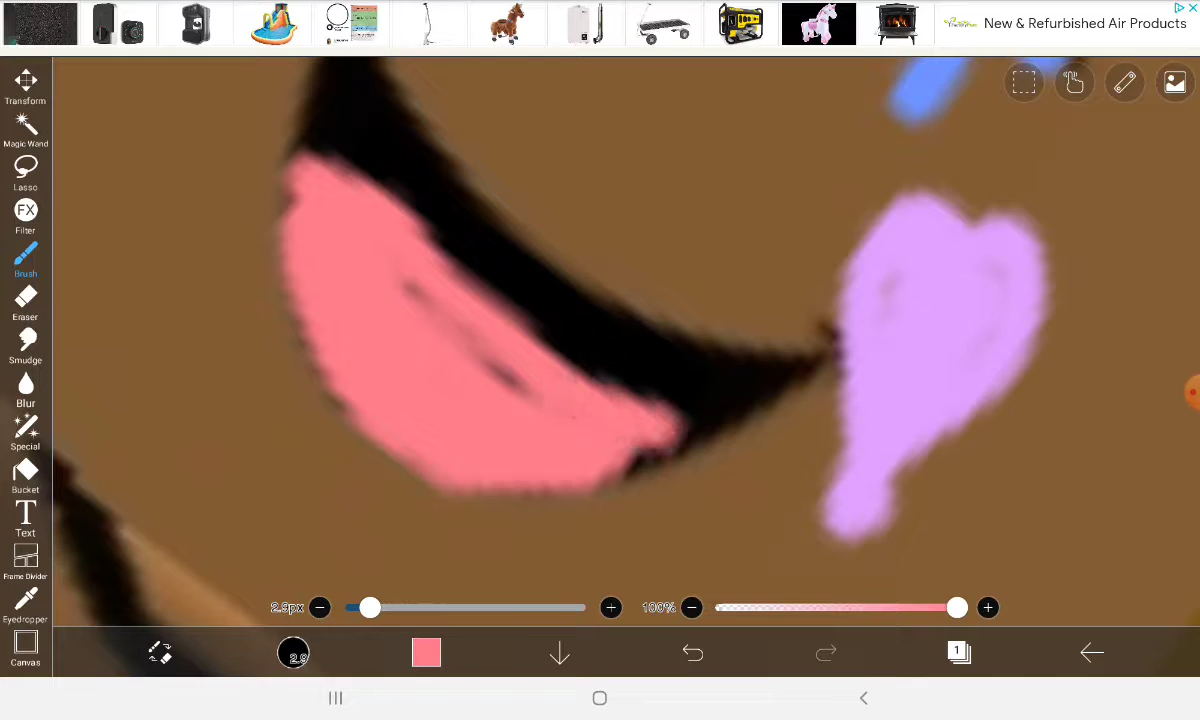 New & Refurbished Air Products
Transform
Magic Wand
Lasso
FX
Filter
Brush
Eraser
Smudge
Blur
Special
Bucket
T
Text
Frame Divider
Eyedropper
Canvas
2.9px
100%
2.9
1